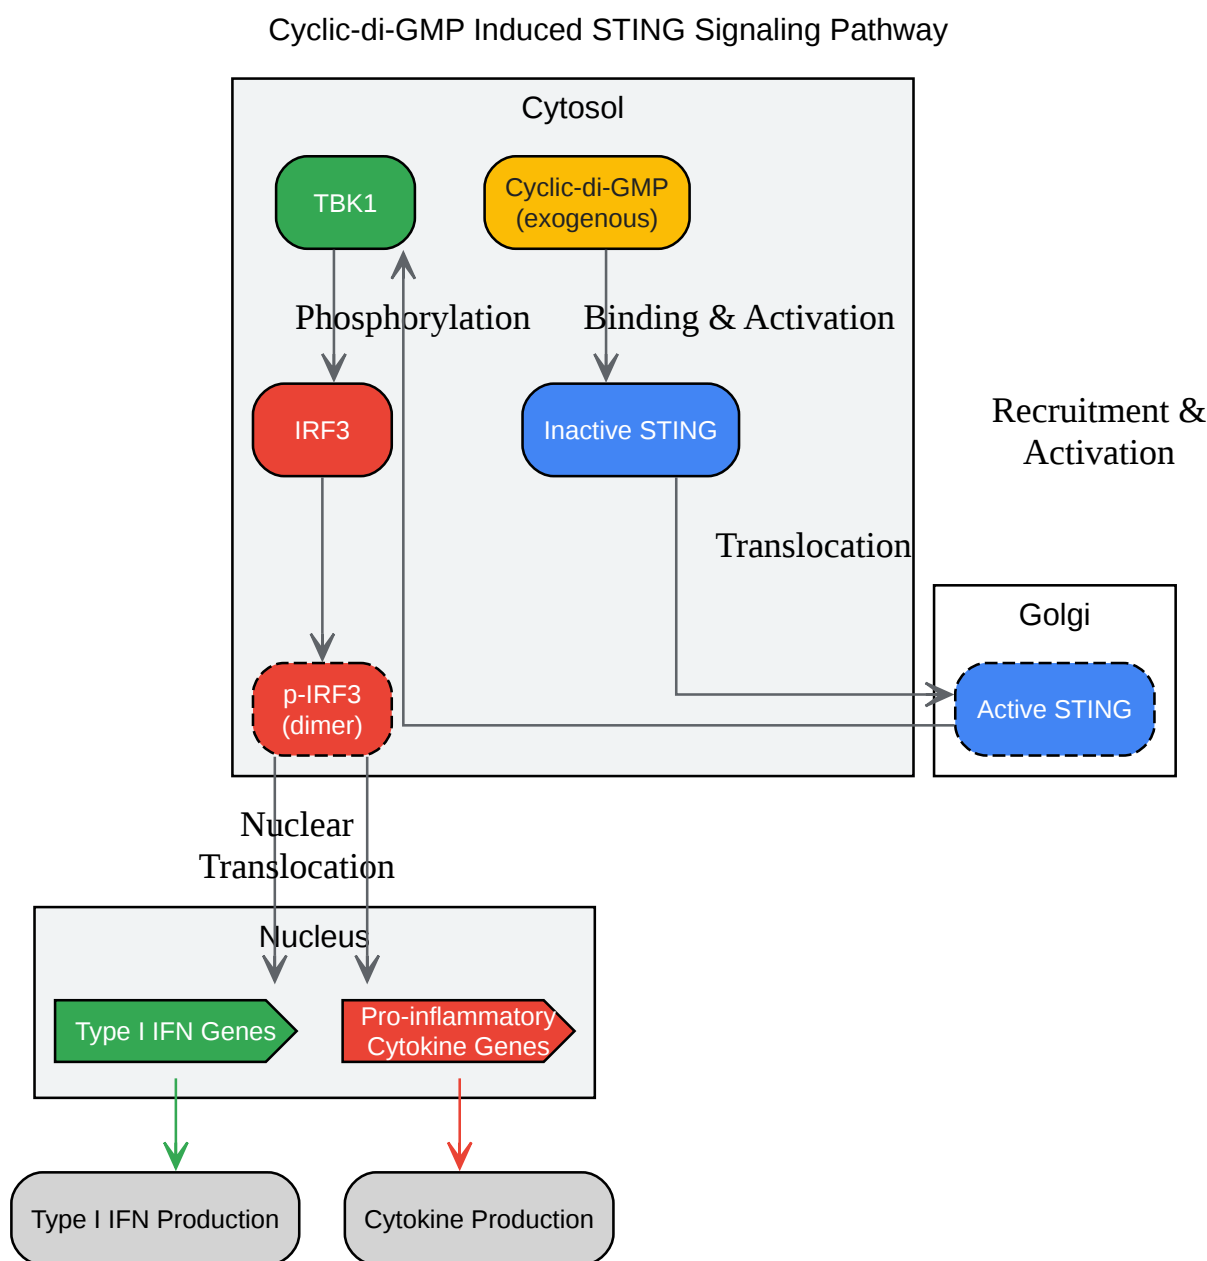 Cyclic-di-GMP Induced STING Signaling Pathway
Cytosol
TBK1
Cyclic-di-GMP
(exogenous)
Phosphorylation
Binding & Activation
IRF3
Inactive STING
Recruitment &
Activation
Translocation
Golgi
p-IRF3
(dimer)
Active STING
Nuclear
Translocation
Nucleus
Type I IFN Genes
Pro-inflammatory
Cytokine Genes
Type I IFN Production
Cytokine Production